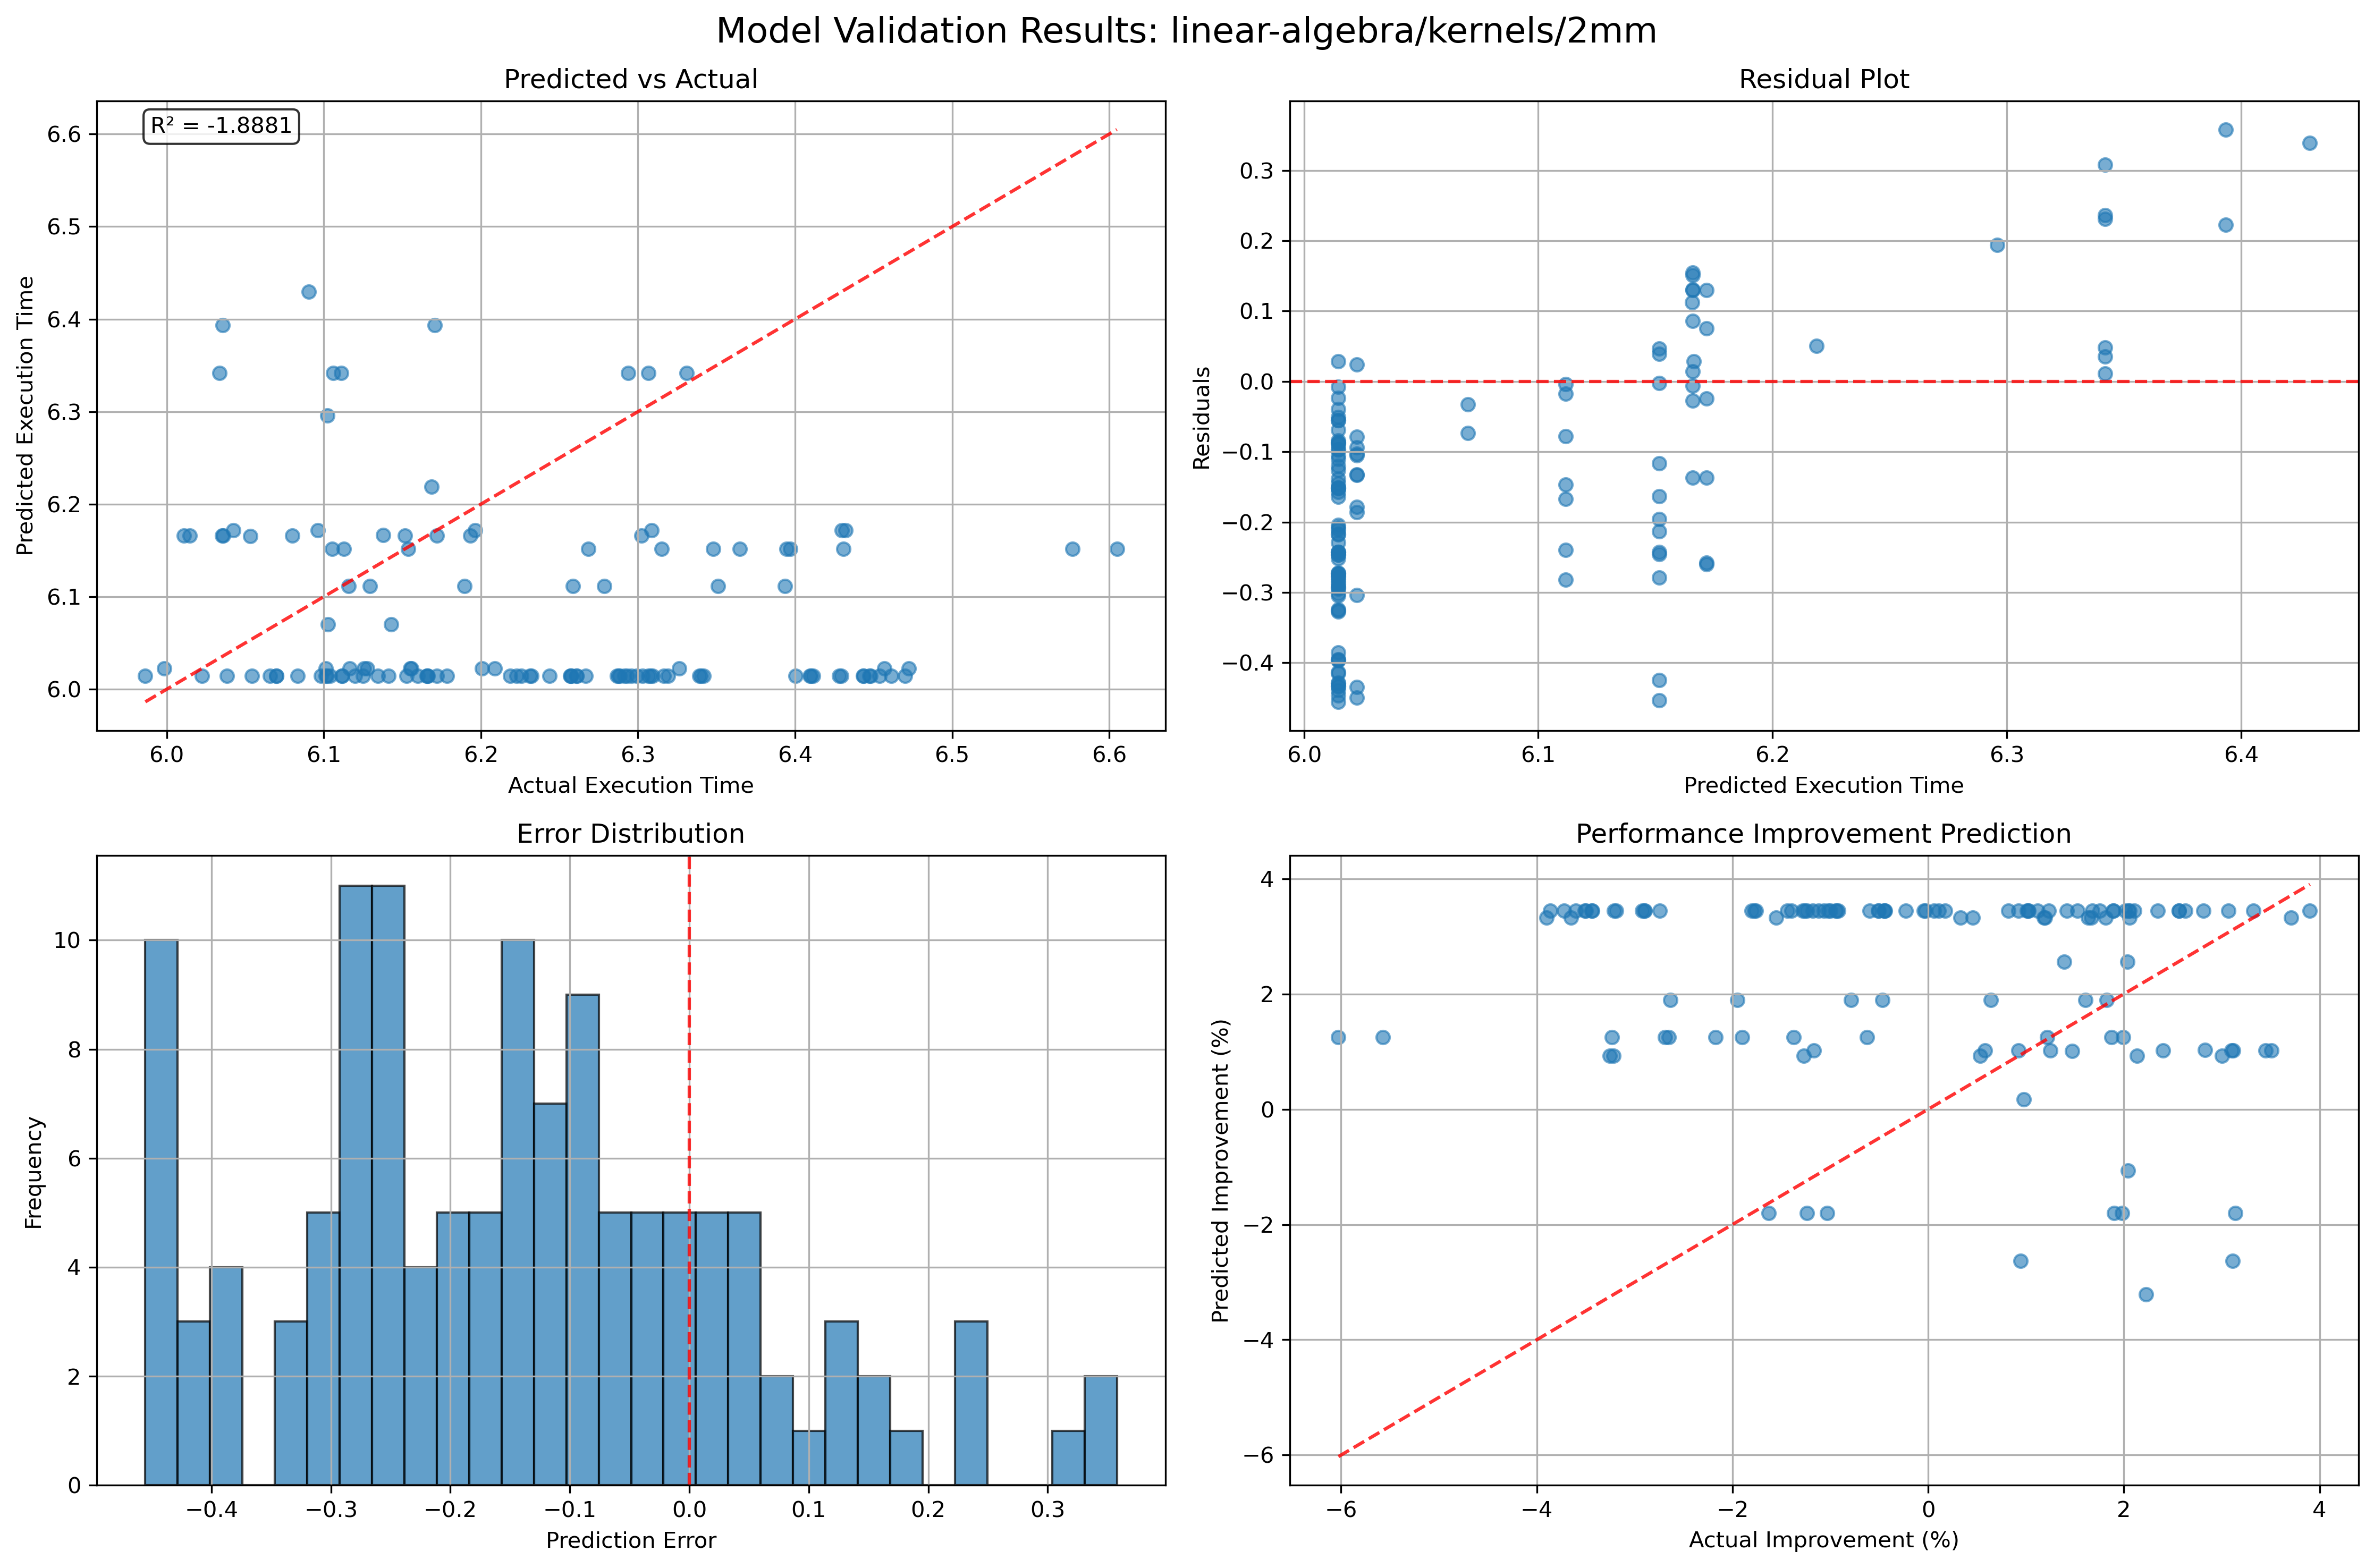 Model Validation Results: linear-algebra/kernels/2mm
Predicted vs Actual
R² = -1.8881
6.6
6.5
6.4
6.3
6.2
6.1
6.0
Predicted Execution Time
6.0 6.1 6.2 6.3 6.4 6.5 6.6
Actual Execution Time
Residual Plot
0.3
0.2
0.1
0.0
−0.1
−0.2
−0.3
−0.4
Residuals
6.0 6.1 6.2 6.3 6.4
Predicted Execution Time
Error Distribution
10
8
6
4
2
0
Frequency
−0.4 −0.3 −0.2 −0.1 0.0 0.1 0.2 0.3
Prediction Error
Performance Improvement Prediction
4
2
0
−2
−4
−6
Predicted Improvement (%)
−6 −4 −2 0 2 4
Actual Improvement (%)